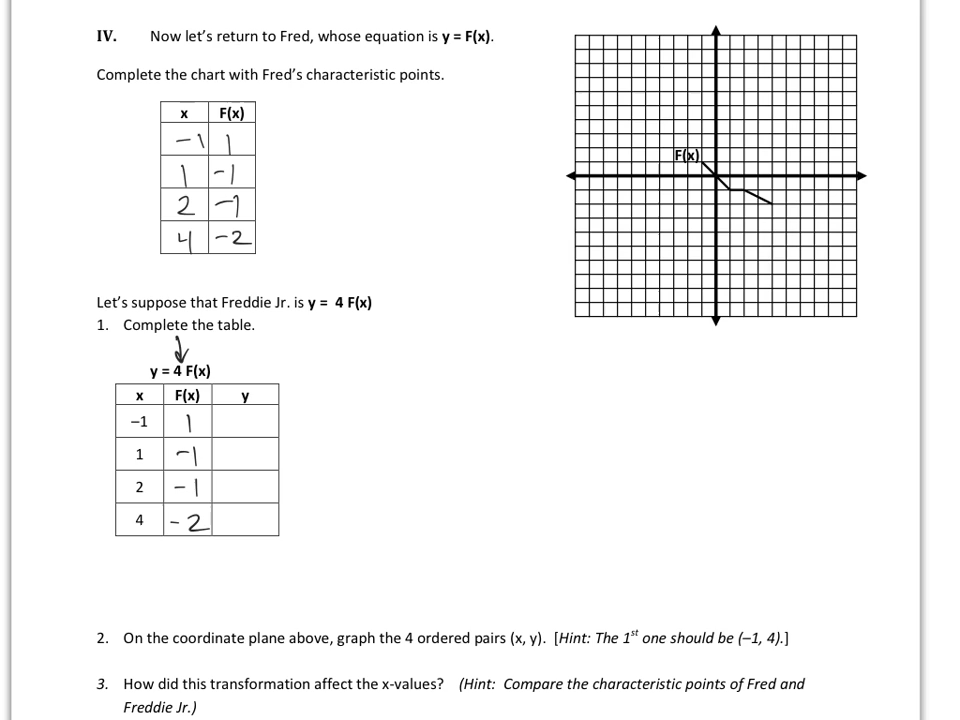 IV. Now let's return to Fred, whose equation is y = F(x).
Complete the chart with Fred's characteristic points.
x F(x)
−1 1
1 −1
2 −1
4 −2
F(x)
Let's suppose that Freddie Jr. is y = 4 F(x)
1. Complete the table.
y = 4 F(x)
x F(x) y
−1 1
1 −1
2 −1
4 −2
2. On the coordinate plane above, graph the 4 ordered pairs (x, y). [Hint: The 1st one should be (−1, 4).]
3. How did this transformation affect the x-values? (Hint: Compare the characteristic points of Fred and
Freddie Jr.)